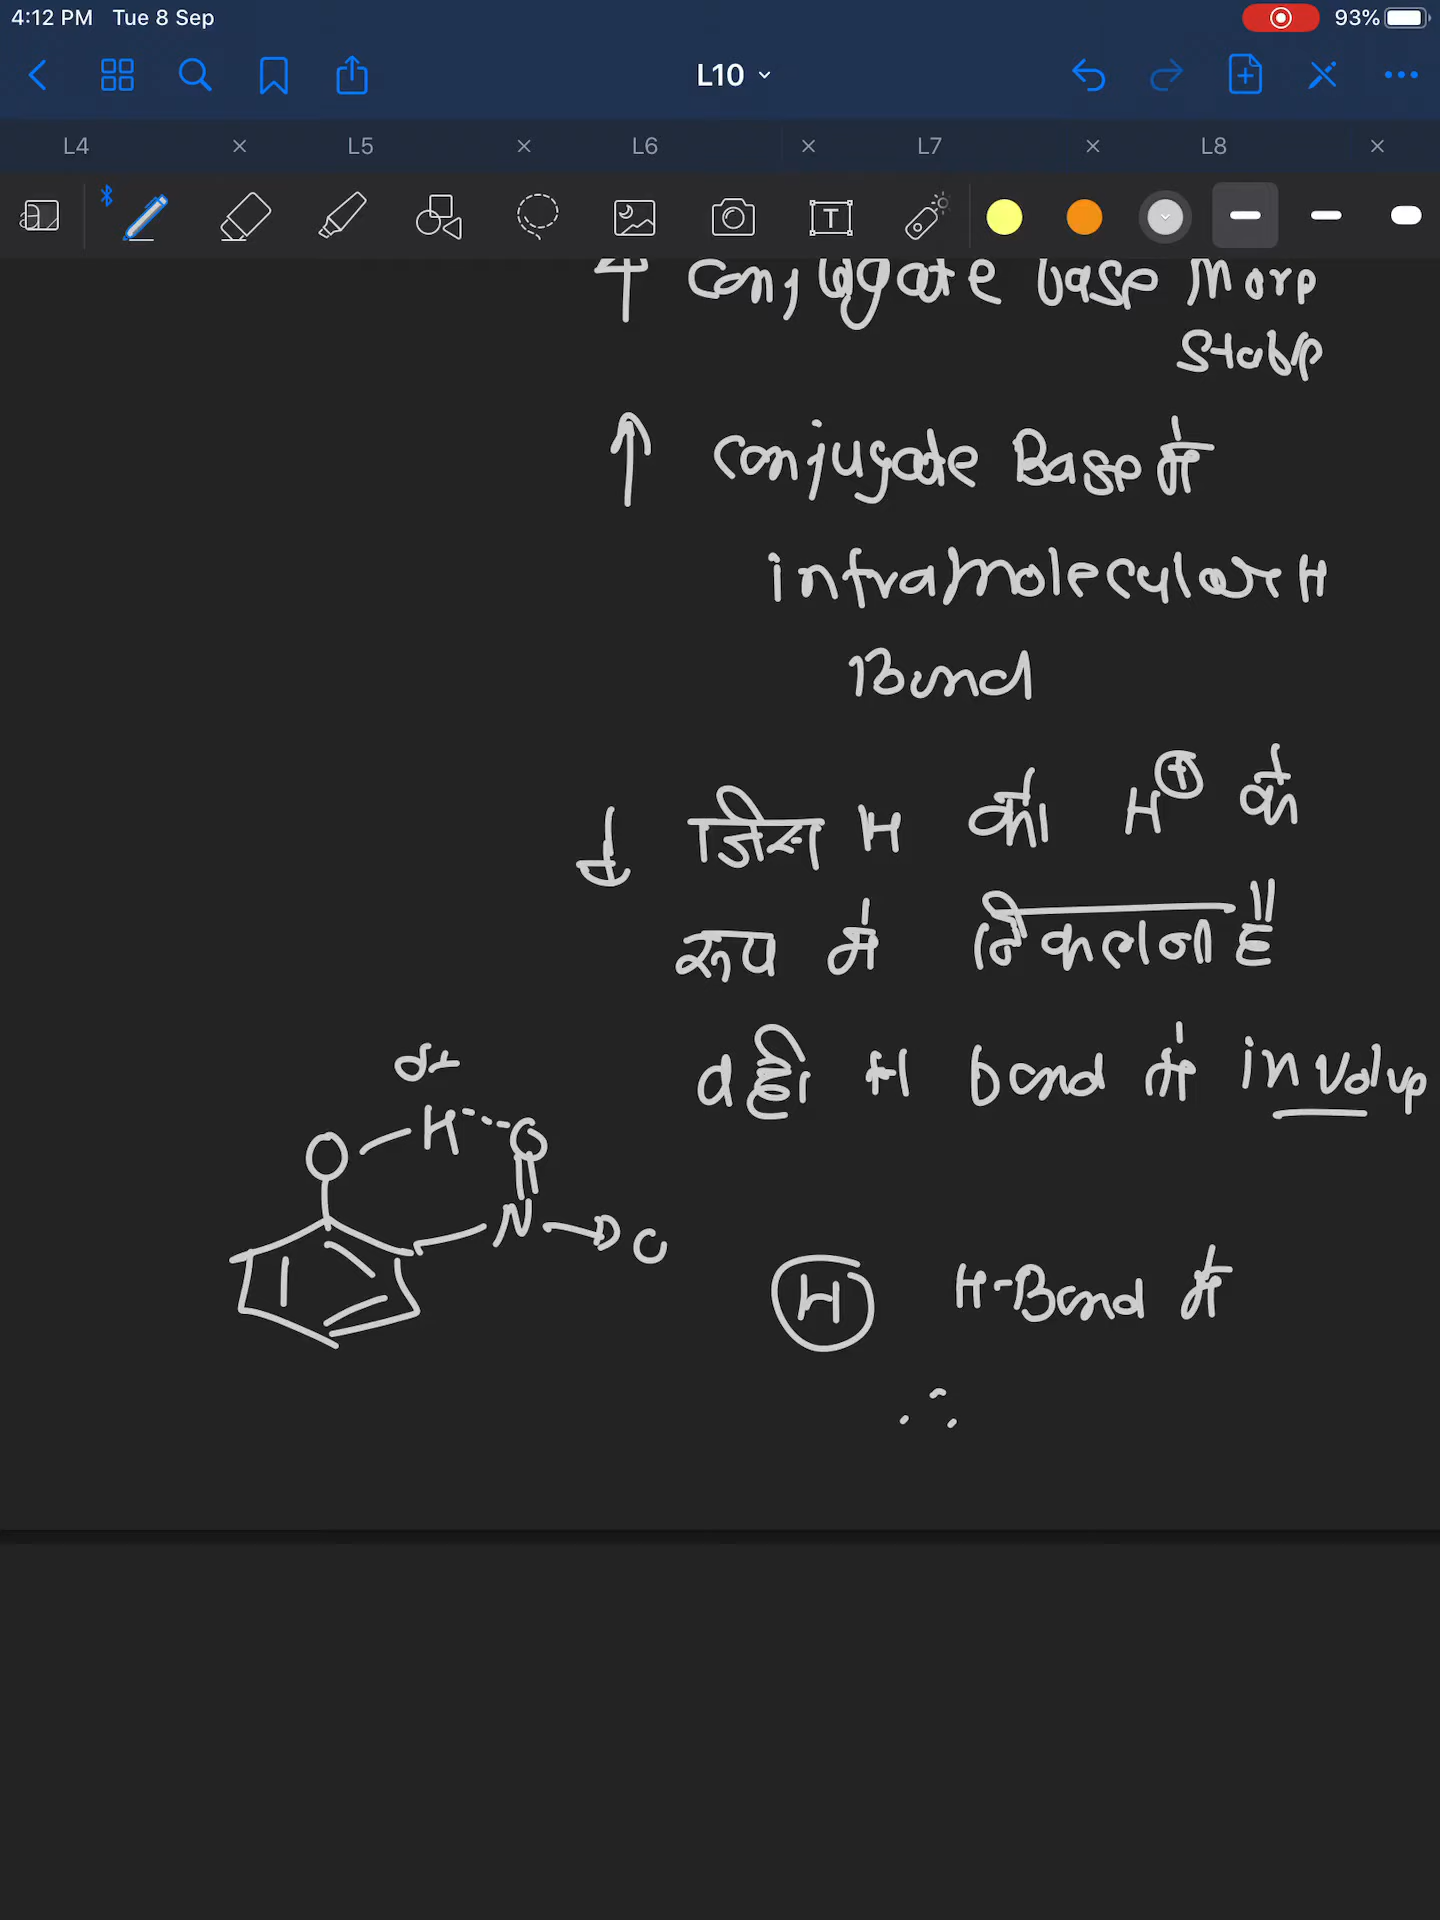 4:12 PM Tue 8 Sep 93%
L10
L4 L5 L6 L7 L8
↑ conjugate base more
stable
↑ conjugate Base में
intramolecular H
Bond
↓ जिस H को H⊕ के
रूप में निकलना है
वही H bond में involve
δ+
O — H ··· O
N → O
H H-Bond में
∴